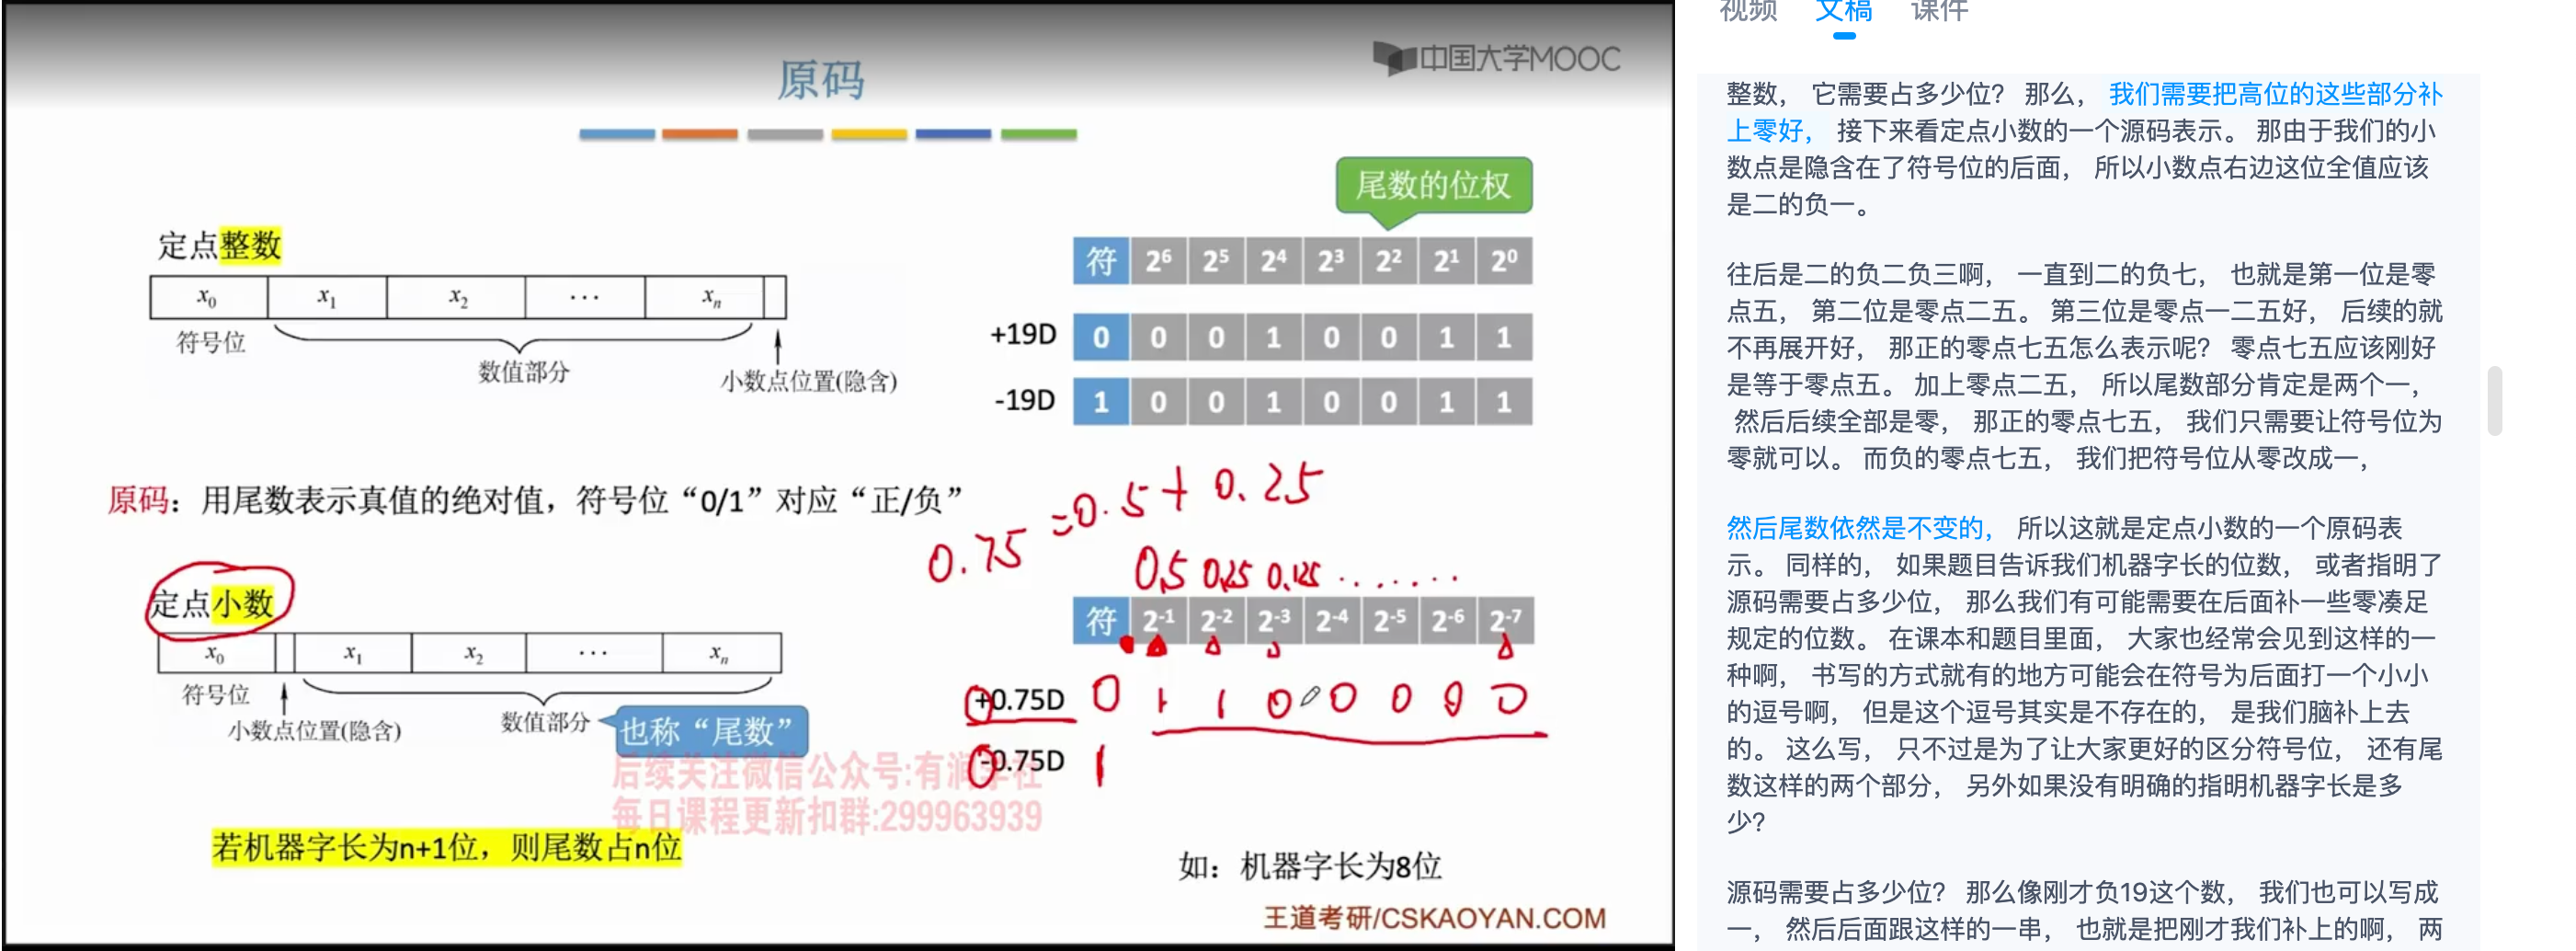 原码
中国大学MOOC
尾数的位权
定点整数
x0 x1 x2 ... xn
符号位
数值部分
小数点位置(隐含)
符 2^6 2^5 2^4 2^3 2^2 2^1 2^0
+19D 0 0 0 1 0 0 1 1
-19D 1 0 0 1 0 0 1 1
原码：用尾数表示真值的绝对值，符号位“0/1”对应“正/负”
0.75 =0.5+0.25
0.5 0.25 0.125 .......
定点小数
x0 x1 x2 ... xn
符号位
小数点位置(隐含)
数值部分
也称“尾数”
符 2^-1 2^-2 2^-3 2^-4 2^-5 2^-6 2^-7
+0.75D 0 1 1 0 0 0 0 0
-0.75D 1
后续关注微信公众号:有润学社
每日课程更新扣群:299963939
若机器字长为n+1位，则尾数占n位
如：机器字长为8位
王道考研/CSKAOYAN.COM
视频 文稿 课件
整数， 它需要占多少位？ 那么， 我们需要把高位的这些部分补
上零好， 接下来看定点小数的一个源码表示。 那由于我们的小
数点是隐含在了符号位的后面， 所以小数点右边这位全值应该
是二的负一。
往后是二的负二负三啊， 一直到二的负七， 也就是第一位是零
点五， 第二位是零点二五。 第三位是零点一二五好， 后续的就
不再展开好， 那正的零点七五怎么表示呢？ 零点七五应该刚好
是等于零点五。 加上零点二五， 所以尾数部分肯定是两个一，
然后后续全部是零， 那正的零点七五， 我们只需要让符号位为
零就可以。 而负的零点七五， 我们把符号位从零改成一，
然后尾数依然是不变的， 所以这就是定点小数的一个原码表
示。 同样的， 如果题目告诉我们机器字长的位数， 或者指明了
源码需要占多少位， 那么我们有可能需要在后面补一些零凑足
规定的位数。 在课本和题目里面， 大家也经常会见到这样的一
种啊， 书写的方式就有的地方可能会在符号为后面打一个小小
的逗号啊， 但是这个逗号其实是不存在的， 是我们脑补上去
的。 这么写， 只不过是为了让大家更好的区分符号位， 还有尾
数这样的两个部分， 另外如果没有明确的指明机器字长是多
少？
源码需要占多少位？ 那么像刚才负19这个数， 我们也可以写成
一， 然后后面跟这样的一串， 也就是把刚才我们补上的啊， 两